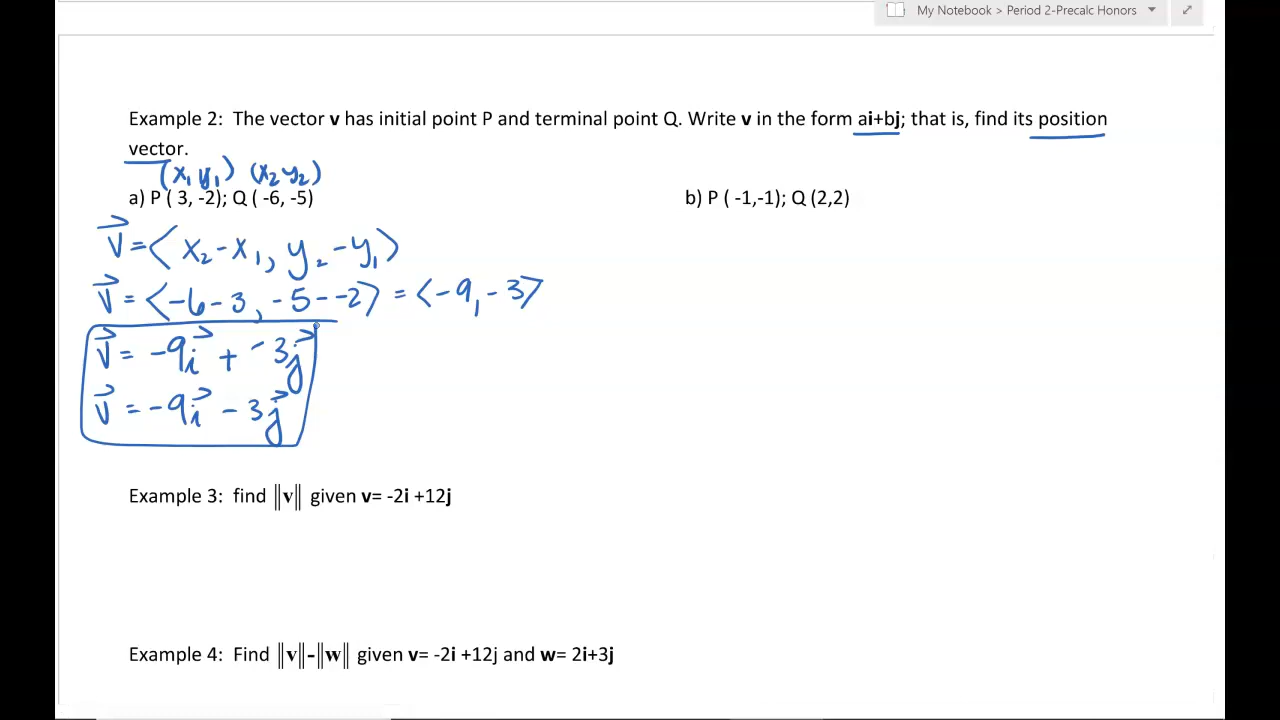 My Notebook > Period 2-Precalc Honors
Example 2: The vector v has initial point P and terminal point Q. Write v in the form ai+bj; that is, find its position
vector.
(x₁ y₁) (x₂ y₂)
a) P ( 3, -2); Q ( -6, -5)
b) P ( -1,-1); Q (2,2)
v⃗ = ⟨ x₂ - x₁, y₂ - y₁ ⟩
v⃗ = ⟨ -6 - 3, -5 - -2 ⟩ = ⟨ -9, -3 ⟩
v⃗ = -9i⃗ + -3j⃗
v⃗ = -9i⃗ - 3j⃗
Example 3: find ‖v‖ given v= -2i +12j
Example 4: Find ‖v‖-‖w‖ given v= -2i +12j and w= 2i+3j